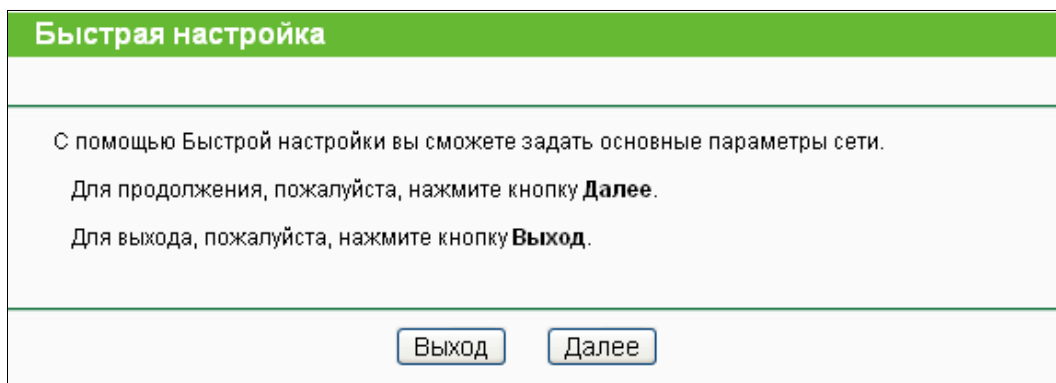 Быстрая настройка
С помощью Быстрой настройки вы сможете задать основные параметры сети.
Для продолжения, пожалуйста, нажмите кнопку Далее.
Для выхода, пожалуйста, нажмите кнопку Выход.
Выход Далее